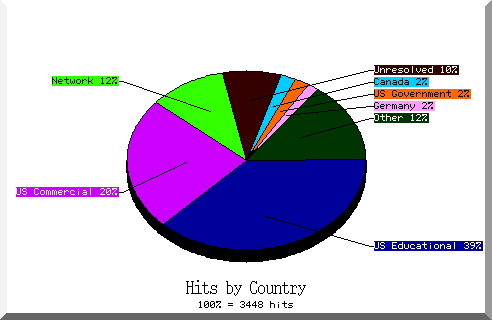 Unresolved 10%
Network 12%
Canada 2%
US Government 2%
Germany 2%
Other 12%
US Commercial 20%
US Educational 39%
Hits by Country
100% = 3448 hits